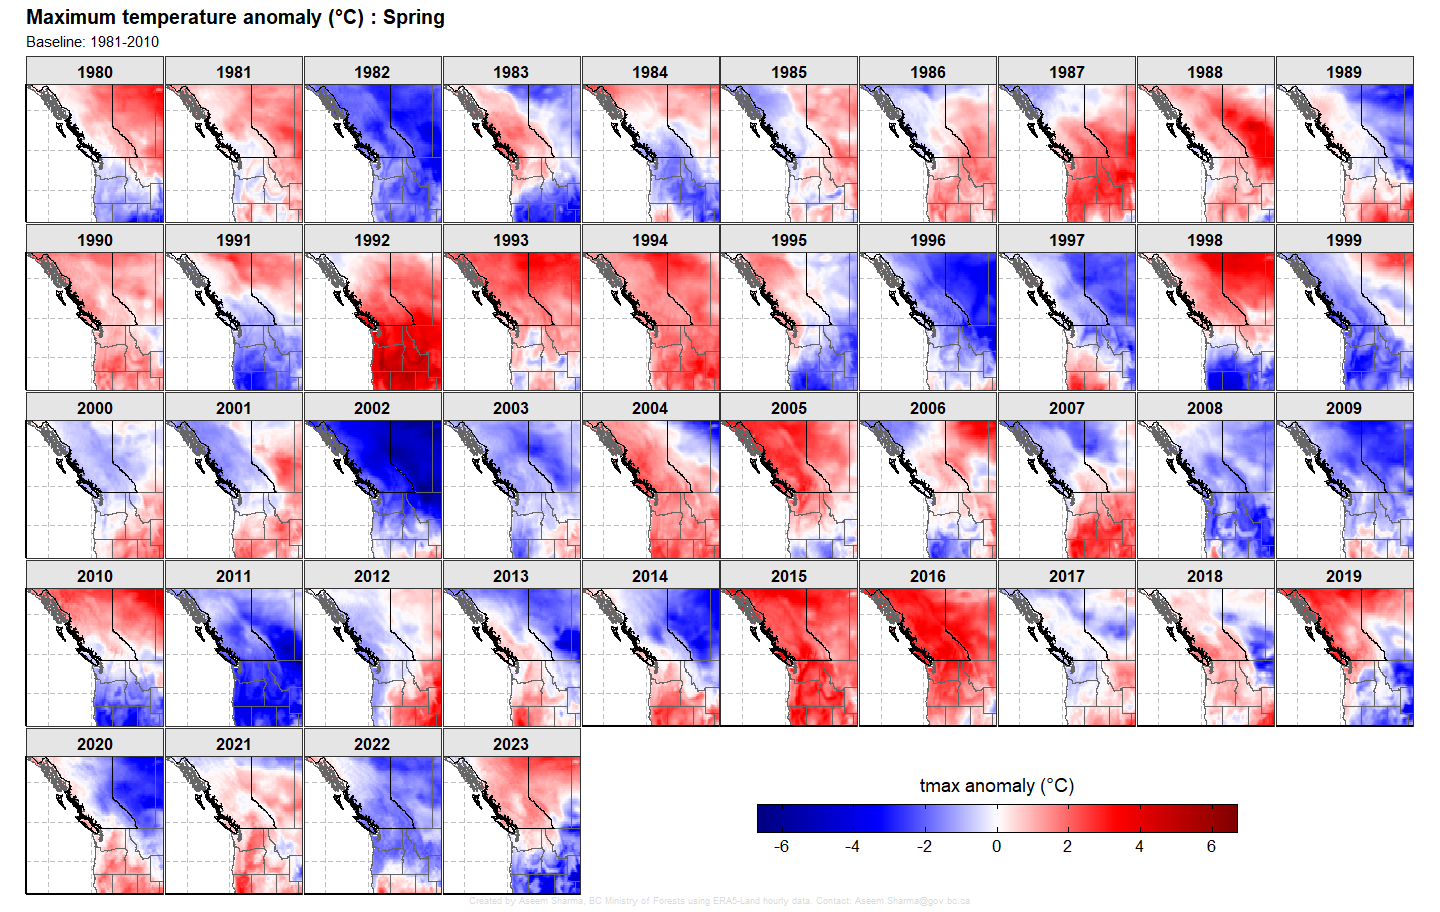 Maximum temperature anomaly (°C) : Spring
Baseline: 1981-2010
1980 1981 1982 1983 1984 1985 1986 1987 1988 1989
1990 1991 1992 1993 1994 1995 1996 1997 1998 1999
2000 2001 2002 2003 2004 2005 2006 2007 2008 2009
2010 2011 2012 2013 2014 2015 2016 2017 2018 2019
2020 2021 2022 2023
tmax anomaly (°C)
-6 -4 -2 0 2 4 6
Created by Aseem Sharma, BC Ministry of Forests using ERA5-Land hourly data. Contact: Aseem.Sharma@gov.bc.ca